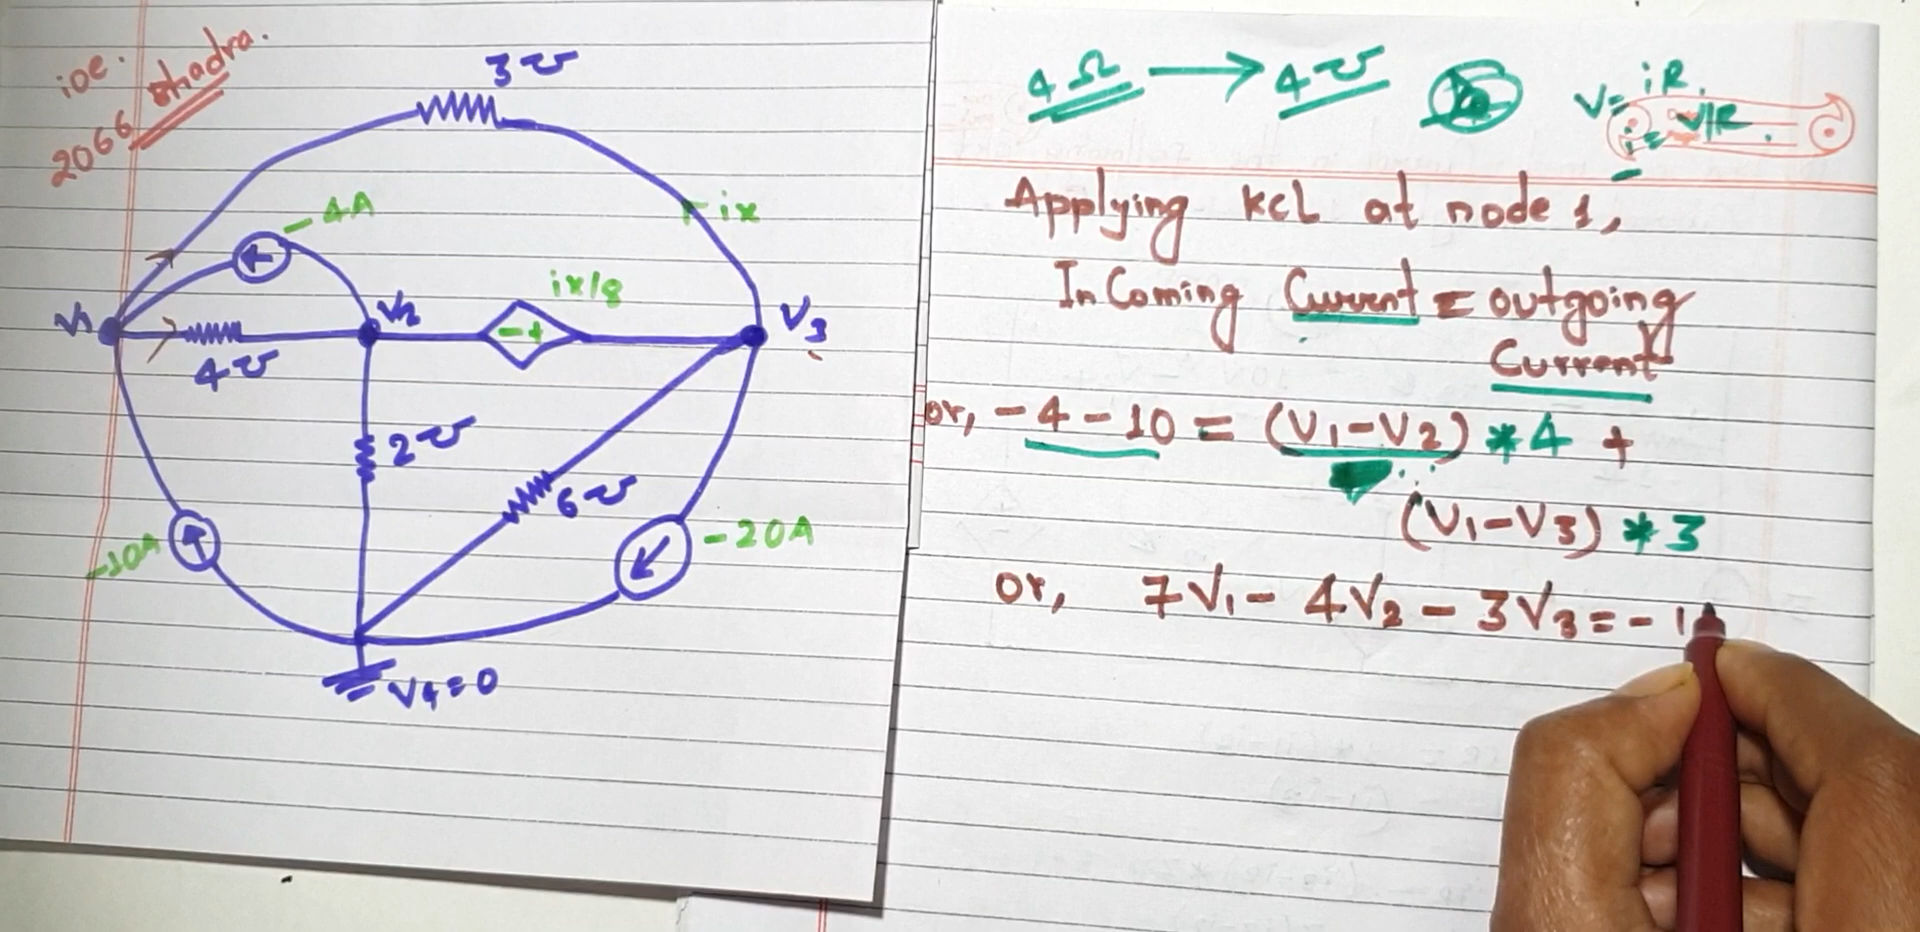 ioe.
2066 bhadra.
3℧
-4A
ix
V1
V2
ix/8
- +
V3
4℧
2℧
6℧
-10A
-20A
V4=0
4Ω → 4℧
V= iR.
i= V/R.
Applying KCL at node 1,
InComing Current = outgoing
Current
or, -4-10 = (V1-V2) *4 +
(V1-V3) *3
or, 7V1 - 4V2 - 3V3 = - 1